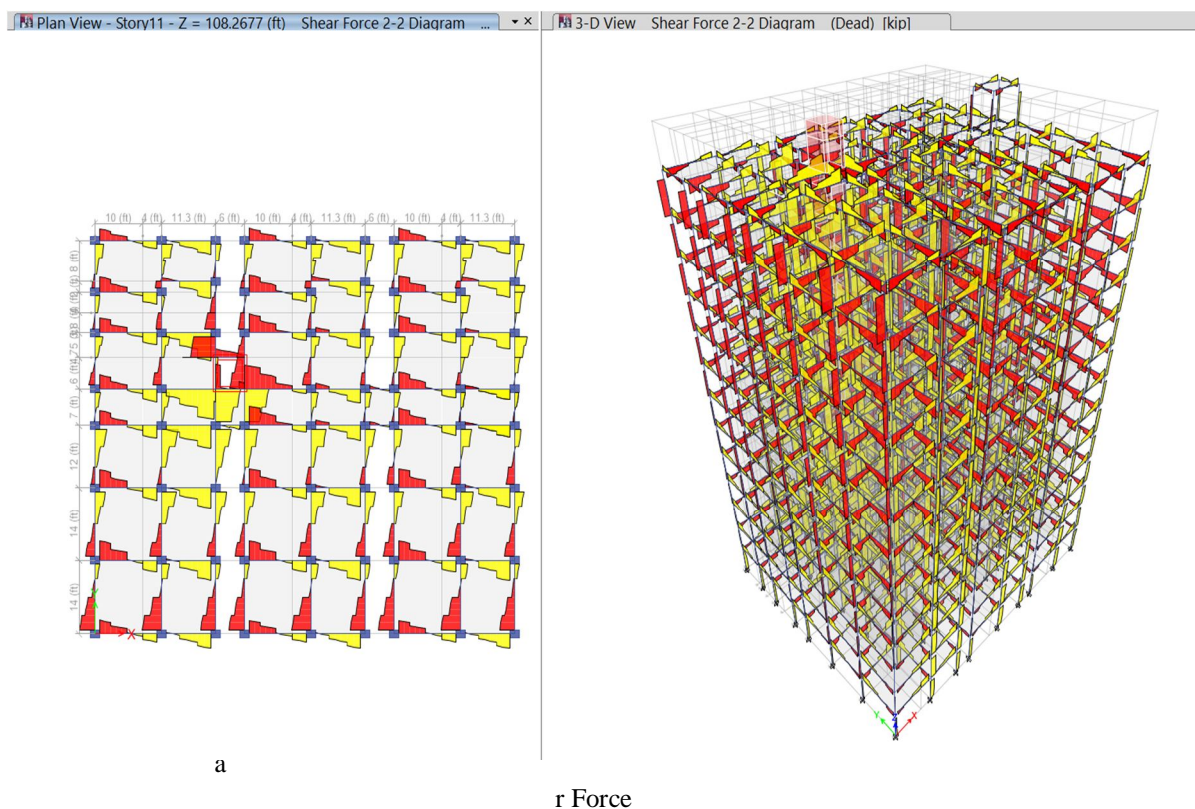 Plan View - Story11 - Z = 108.2677 (ft) Shear Force 2-2 Diagram ...
3-D View Shear Force 2-2 Diagram (Dead) [kip]
10 (ft) 4 (ft) 11.3 (ft) 6 (ft) 10 (ft) 4 (ft) 11.3 (ft) 6 (ft) 10 (ft) 4 (ft) 11.3 (ft)
8 (ft)
6 (ft)
7 (ft)
12 (ft)
14 (ft)
14 (ft)
Y
X
Y
Z
X
a
r Force